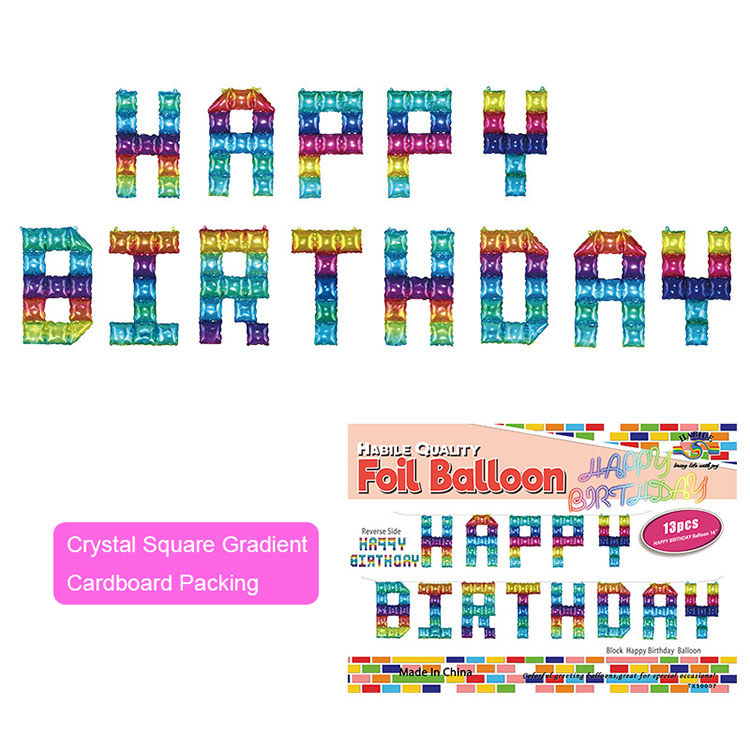 HAPPY
BIRTHDAY
Crystal Square Gradient
Cardboard Packing
HABILE QUALITY
Foil Balloon
HABILE
bring life with joy
HAPPY
BIRTHDAY
13pcs
HAPPY BIRTHDAY Balloon 16"
Reverse Side
HAPPY
BIRTHDAY
HAPPY
BIRTHDAY
Block Happy Birthday Balloon
Made In China
Colorful greeting balloons, great for special occasions!
TXS0007